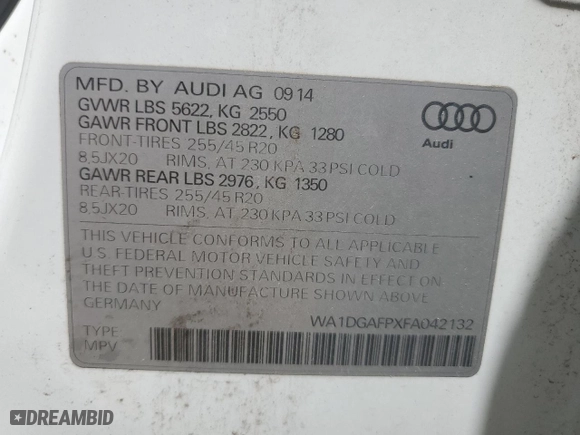 MFD. BY AUDI AG 09 14
GVWR LBS 5622, KG 2550
GAWR FRONT LBS 2822, KG 1280
FRONT-TIRES 255/45 R20
8,5JX20 RIMS, AT 230 KPA 33 PSI COLD
GAWR REAR LBS 2976, KG 1350
REAR-TIRES 255/45 R20
8,5JX20 RIMS, AT 230 KPA 33 PSI COLD
THIS VEHICLE CONFORMS TO ALL APPLICABLE
U.S. FEDERAL MOTOR VEHICLE SAFETY AND
THEFT PREVENTION STANDARDS IN EFFECT ON
THE DATE OF MANUFACTURE SHOWN ABOVE
GERMANY
WA1DGAFPXFA042132
TYPE
MPV
Audi
DREAMBID